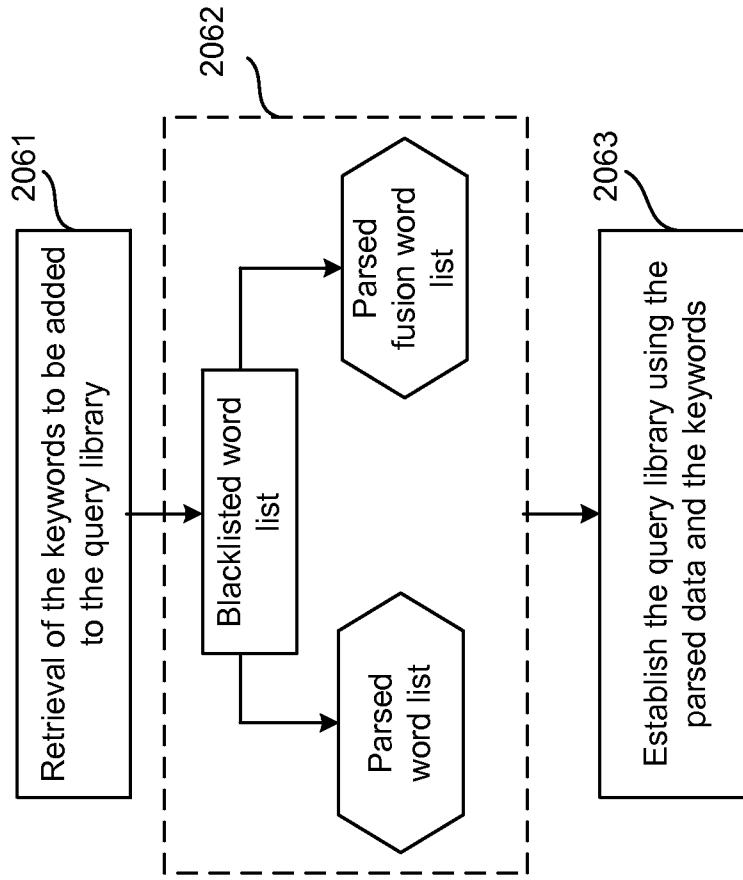 2061
Retrieval of the keywords to be added
to the query library
2062
Blacklisted word
list
Parsed
word list
Parsed
fusion word
list
2063
Establish the query library using the
parsed data and the keywords